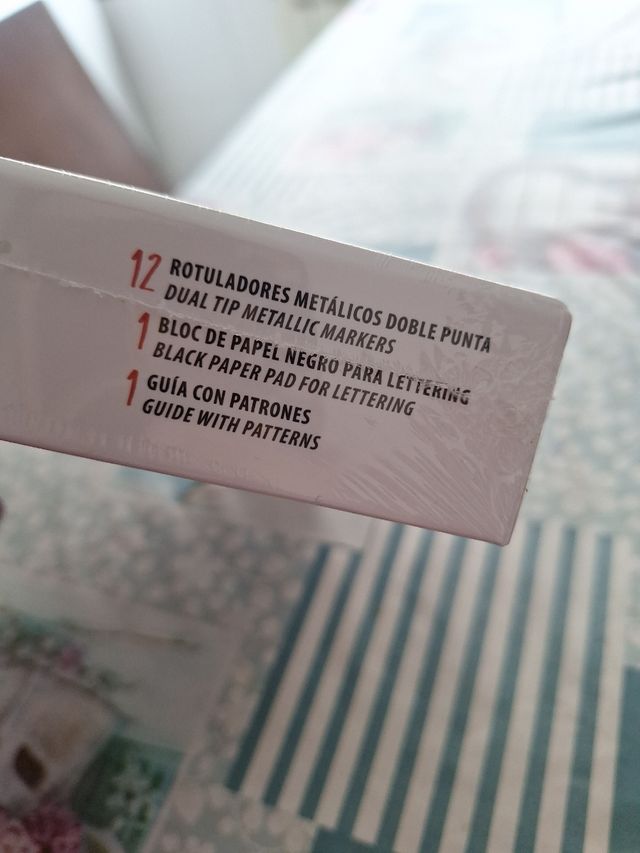 12 ROTULADORES METÁLICOS DOBLE PUNTA
DUAL TIP METALLIC MARKERS
1 BLOC DE PAPEL NEGRO PARA LETTERING
BLACK PAPER PAD FOR LETTERING
1 GUÍA CON PATRONES
GUIDE WITH PATTERNS